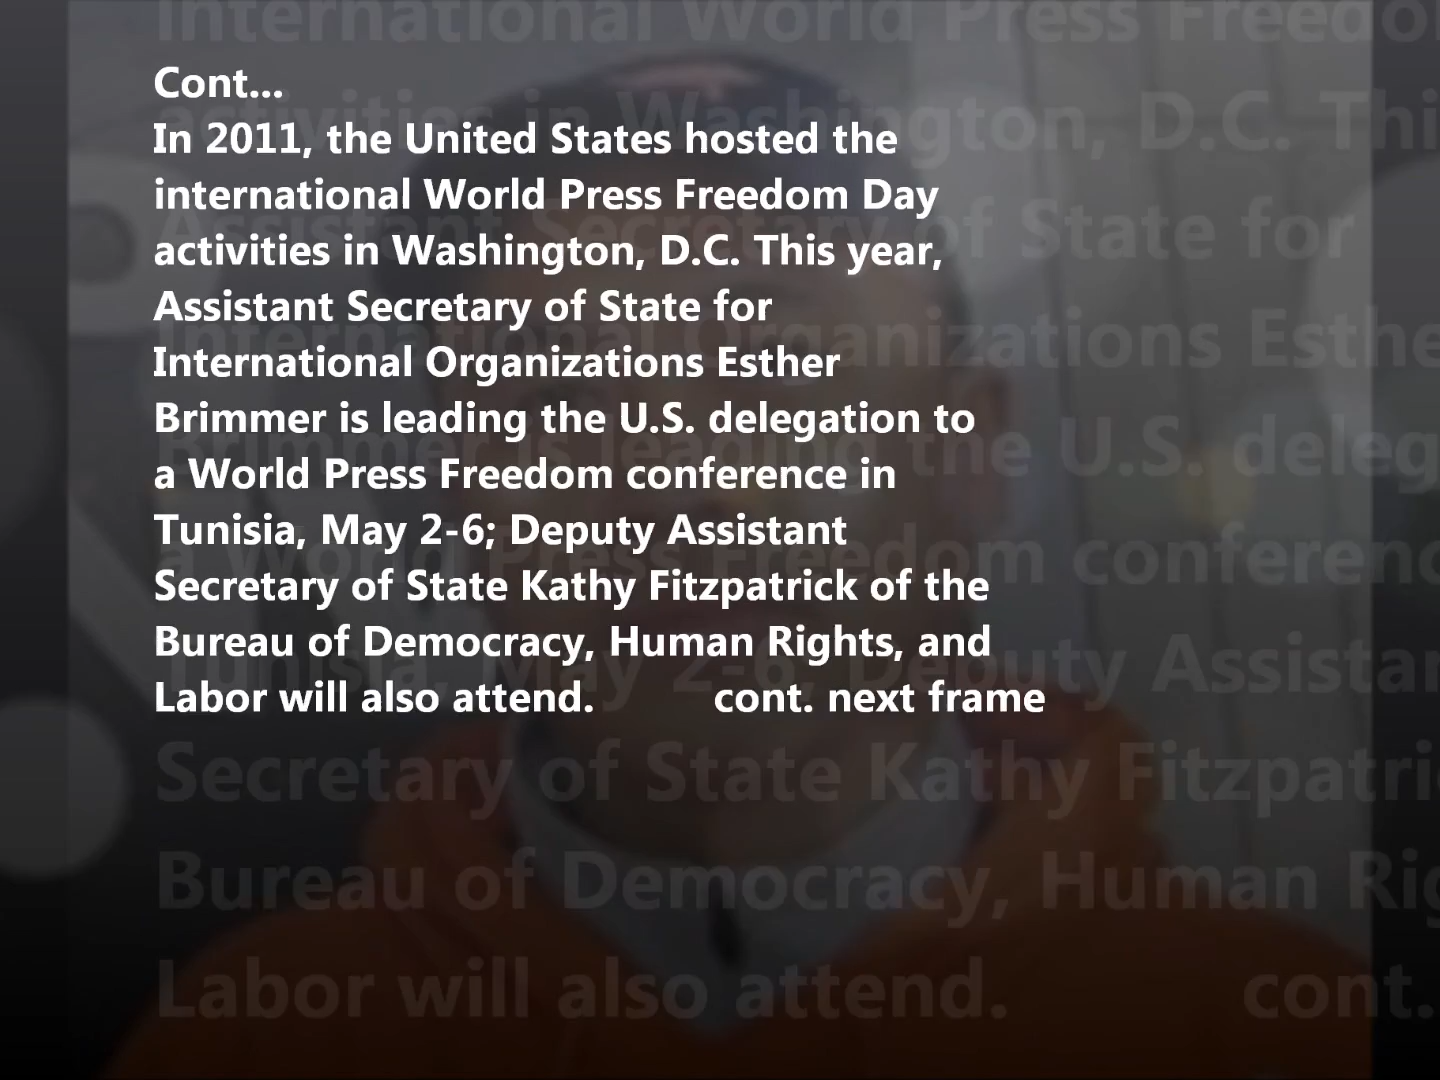 Cont...
In 2011, the United States hosted the
international World Press Freedom Day
activities in Washington, D.C. This year,
Assistant Secretary of State for
International Organizations Esther
Brimmer is leading the U.S. delegation to
a World Press Freedom conference in
Tunisia, May 2-6; Deputy Assistant
Secretary of State Kathy Fitzpatrick of the
Bureau of Democracy, Human Rights, and
Labor will also attend. cont. next frame